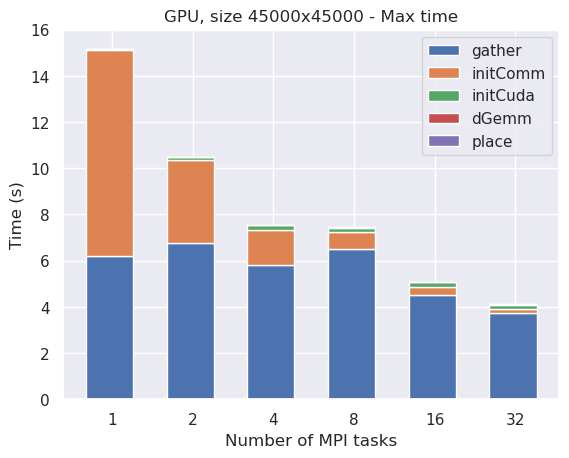 GPU, size 45000x45000 - Max time
16
14
12
10
8
6
4
2
0
Time (s)
gather
initComm
initCuda
dGemm
place
1 2 4 8 16 32
Number of MPI tasks